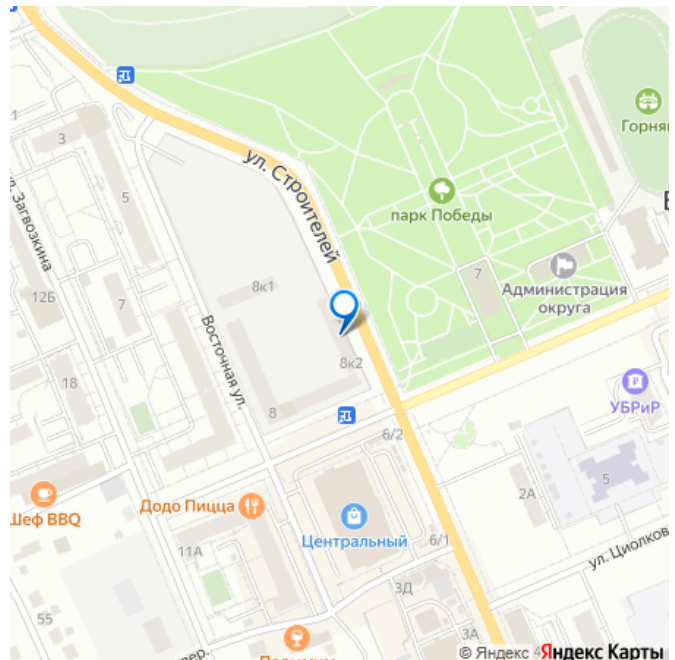 Горня
3
5
ул. Строителей
парк Победы
ул. Загвозкина
7
Администрация
округа
8к1
12Б
7
Восточная ул.
8к2
18
УБРиР
8
6/2
5
Шеф BBQ
Додо Пицца
2А
Центральный
11А
6/1
ул. Циолков
3Д
55
пер.
3А
© Яндекс
Яндекс Карты